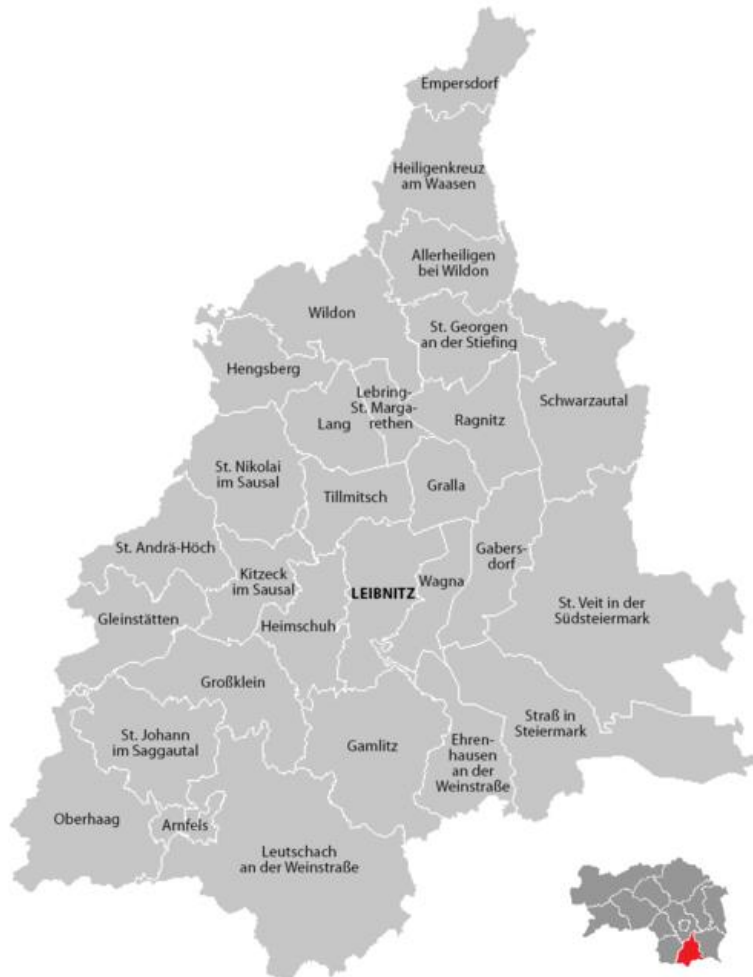 Empersdorf
Heiligenkreuz
am Waasen
Allerheiligen
bei Wildon
Wildon
St. Georgen
an der Stiefing
Hengsberg
Lebring-
St. Marga-
rethen
Schwarzautal
Lang
Ragnitz
St. Nikolai
im Sausal
Tillmitsch
Gralla
St. Andrä-Höch
Kitzeck
im Sausal
LEIBNITZ
Wagna
Gabers-
dorf
St. Veit in der
Südsteiermark
Gleinstätten
Heimschuh
Großklein
St. Johann
im Saggautal
Gamlitz
Ehren-
hausen
an der
Weinstraße
Straß in
Steiermark
Oberhaag
Arnfels
Leutschach
an der Weinstraße